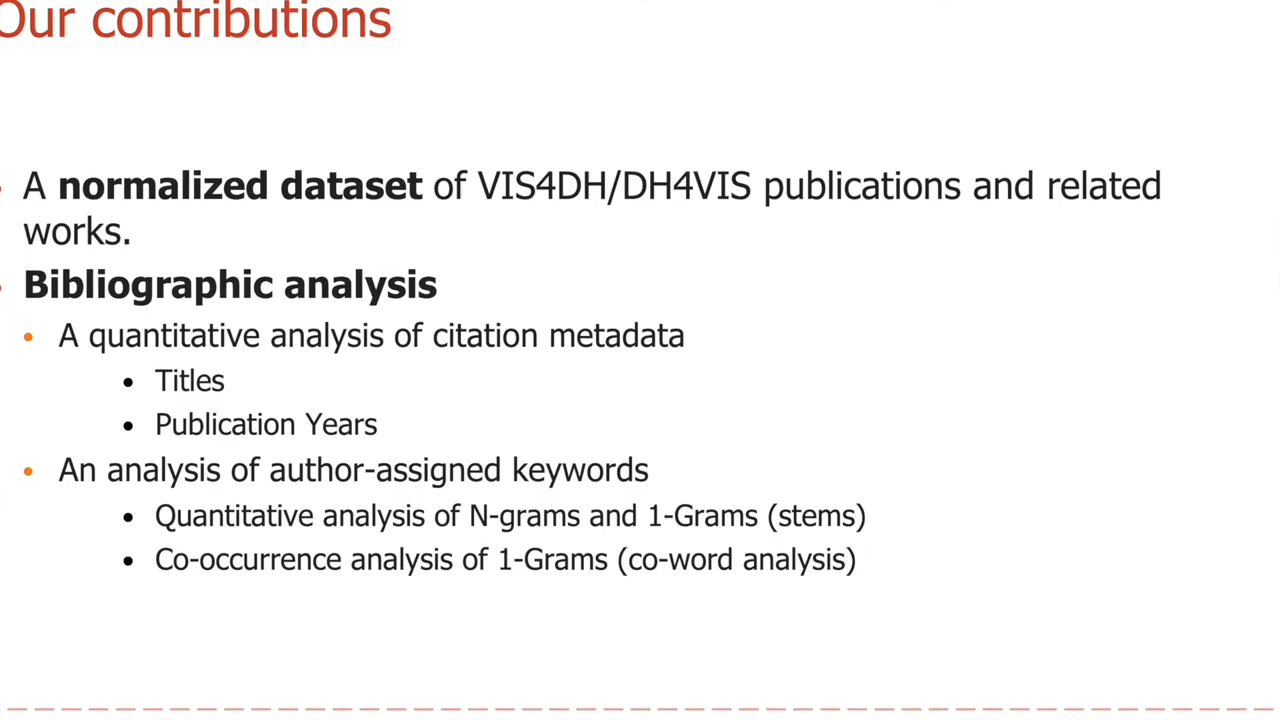 Our contributions
A normalized dataset of VIS4DH/DH4VIS publications and related
works.
Bibliographic analysis
A quantitative analysis of citation metadata
Titles
Publication Years
An analysis of author-assigned keywords
Quantitative analysis of N-grams and 1-Grams (stems)
Co-occurrence analysis of 1-Grams (co-word analysis)